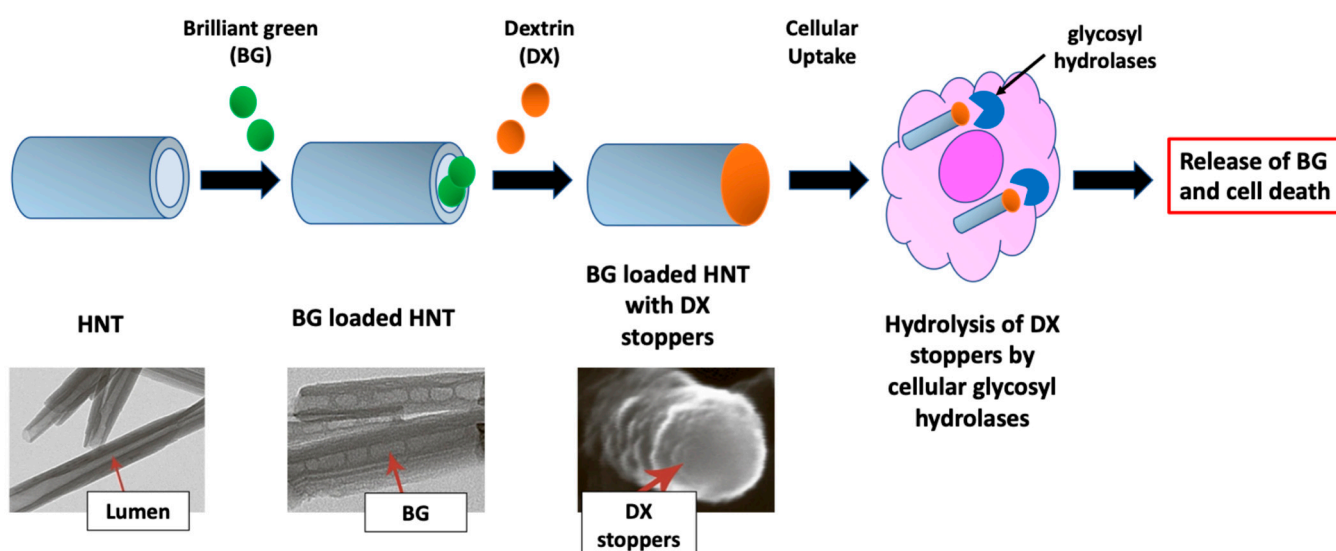 Brilliant green
(BG)
Dextrin
(DX)
Cellular
Uptake
glycosyl
hydrolases
Release of BG
and cell death
HNT
BG loaded HNT
BG loaded HNT
with DX
stoppers
Hydrolysis of DX
stoppers by
cellular glycosyl
hydrolases
Lumen
BG
DX
stoppers